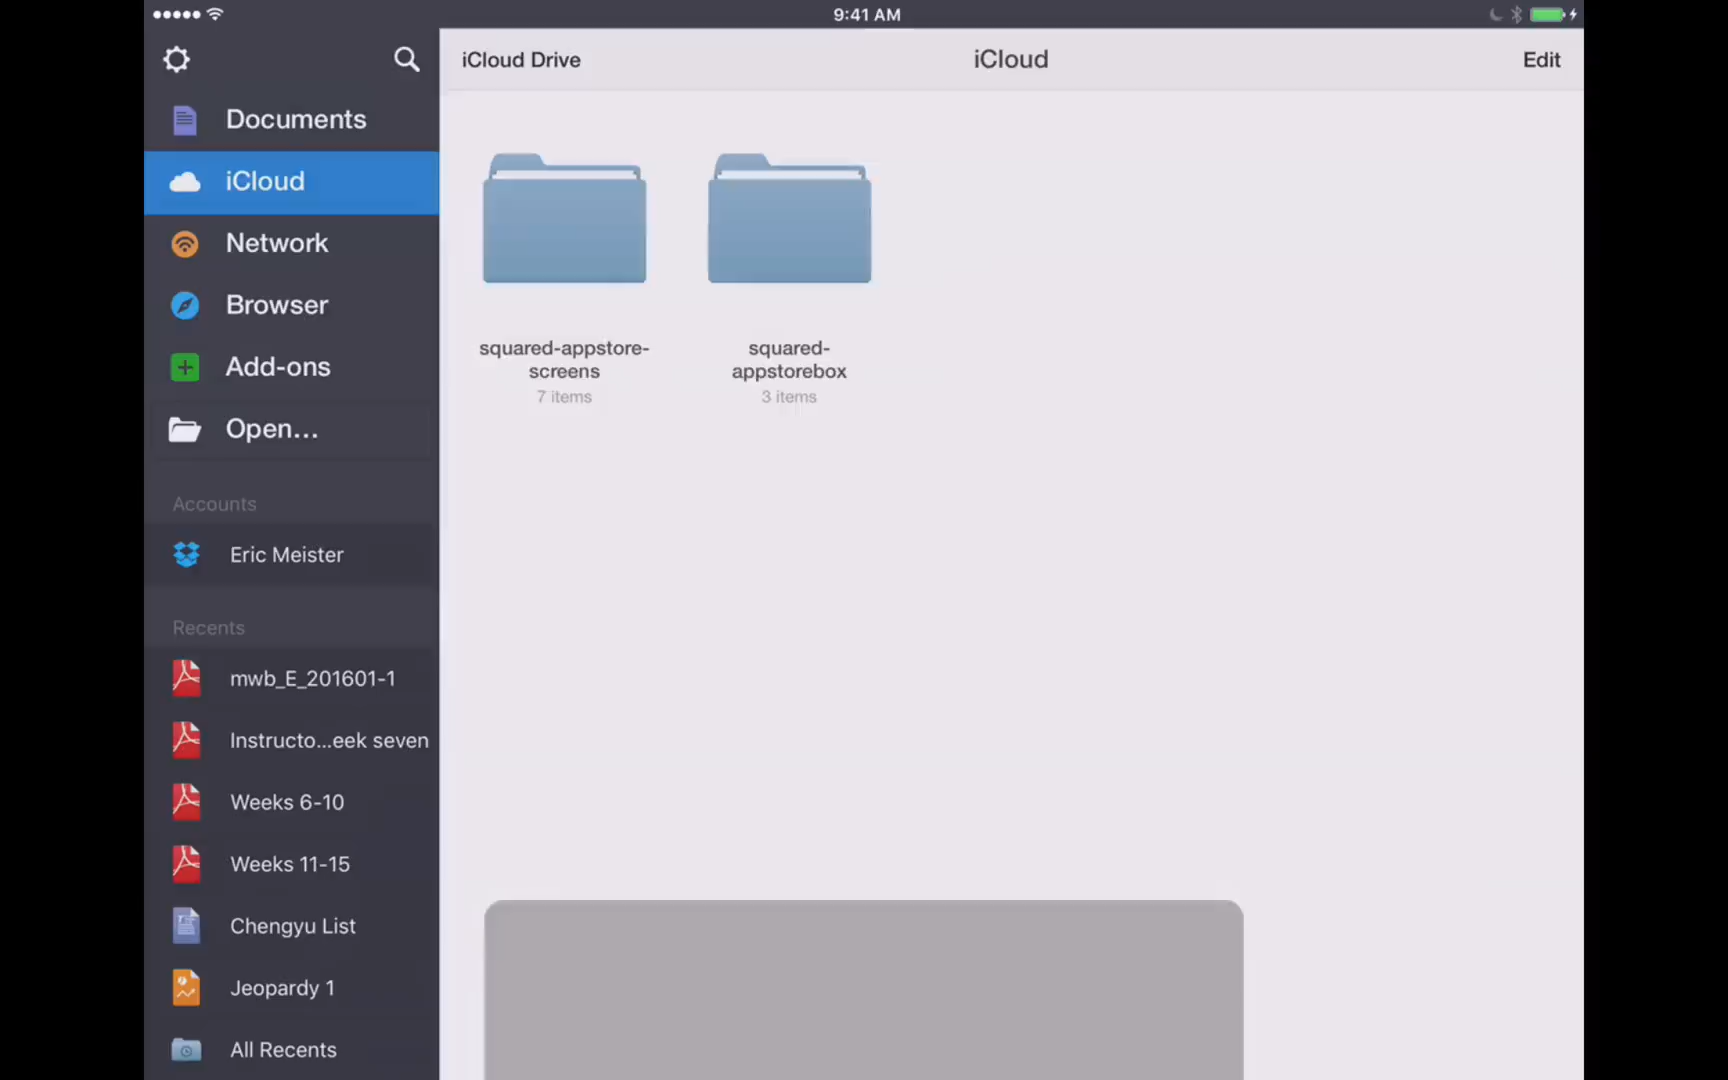 9:41 AM
iCloud Drive
iCloud
Edit
Documents
iCloud
Network
Browser
Add-ons
Open...
Accounts
Eric Meister
Recents
mwb_E_201601-1
Instructo...eek seven
Weeks 6-10
Weeks 11-15
Chengyu List
Jeopardy 1
All Recents
squared-appstore-
screens
7 items
squared-
appstorebox
3 items